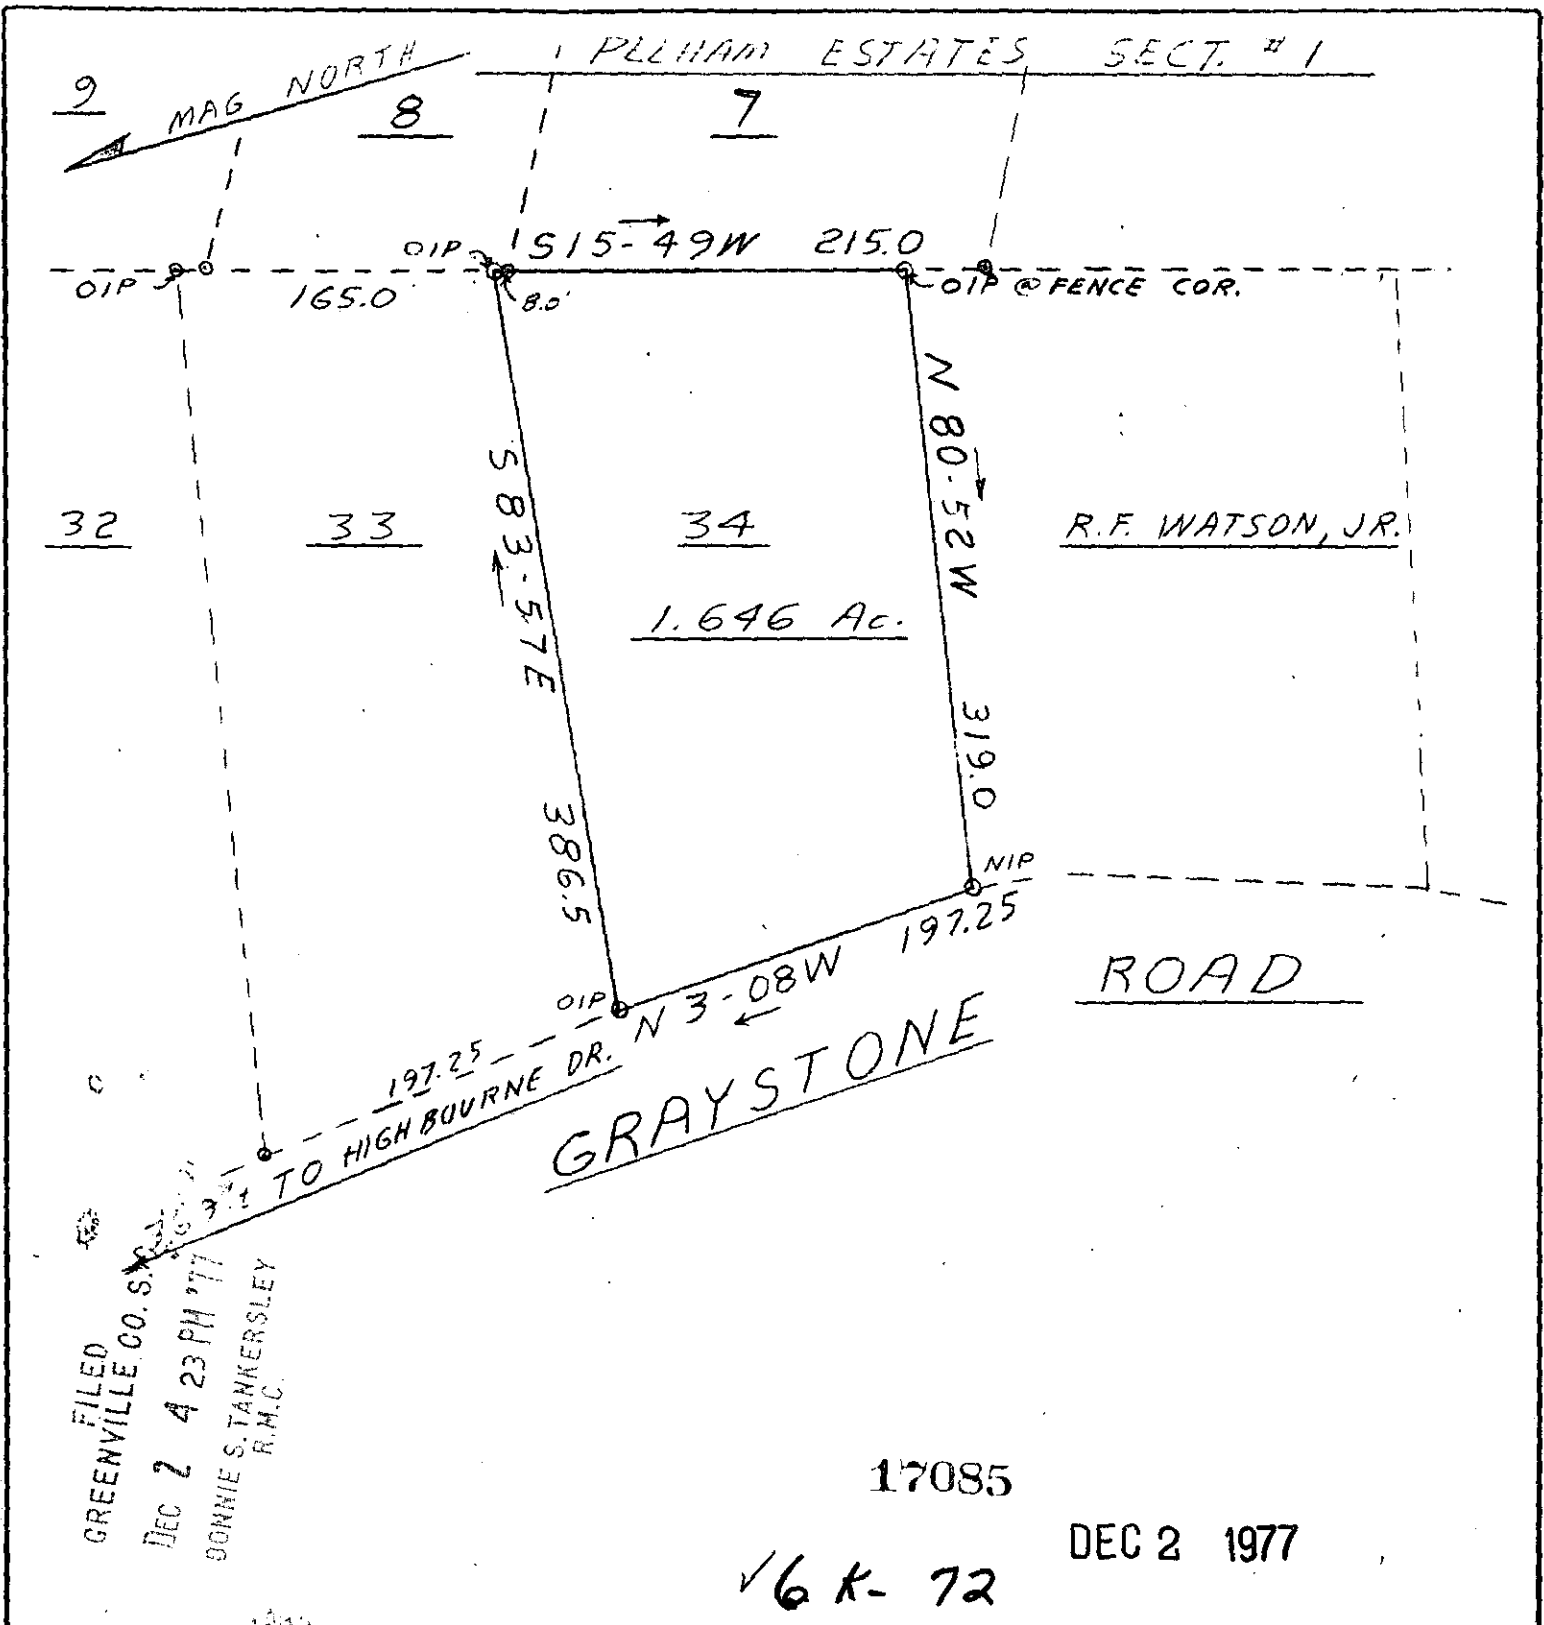 PELHAM ESTATES SECT. #1
MAG NORTH
9
8
7
OIP
S15-49W 215.0
OIP
165.0'
8.0'
OIP @ FENCE COR.
N 80-52W 319.0
S 83-57E 386.5
32
33
34
R.F. WATSON, JR.
1.646 Ac.
NIP
197.25
OIP
N 3-08W
ROAD
197.25
TO HIGHBOURNE DR.
GRAYSTONE
FILED
GREENVILLE CO. S.
DEC 2 4 23 PM '77
DONNIE S. TANKERSLEY
R.M.C.
17085
DEC 2 1977
✓ 6 K- 72